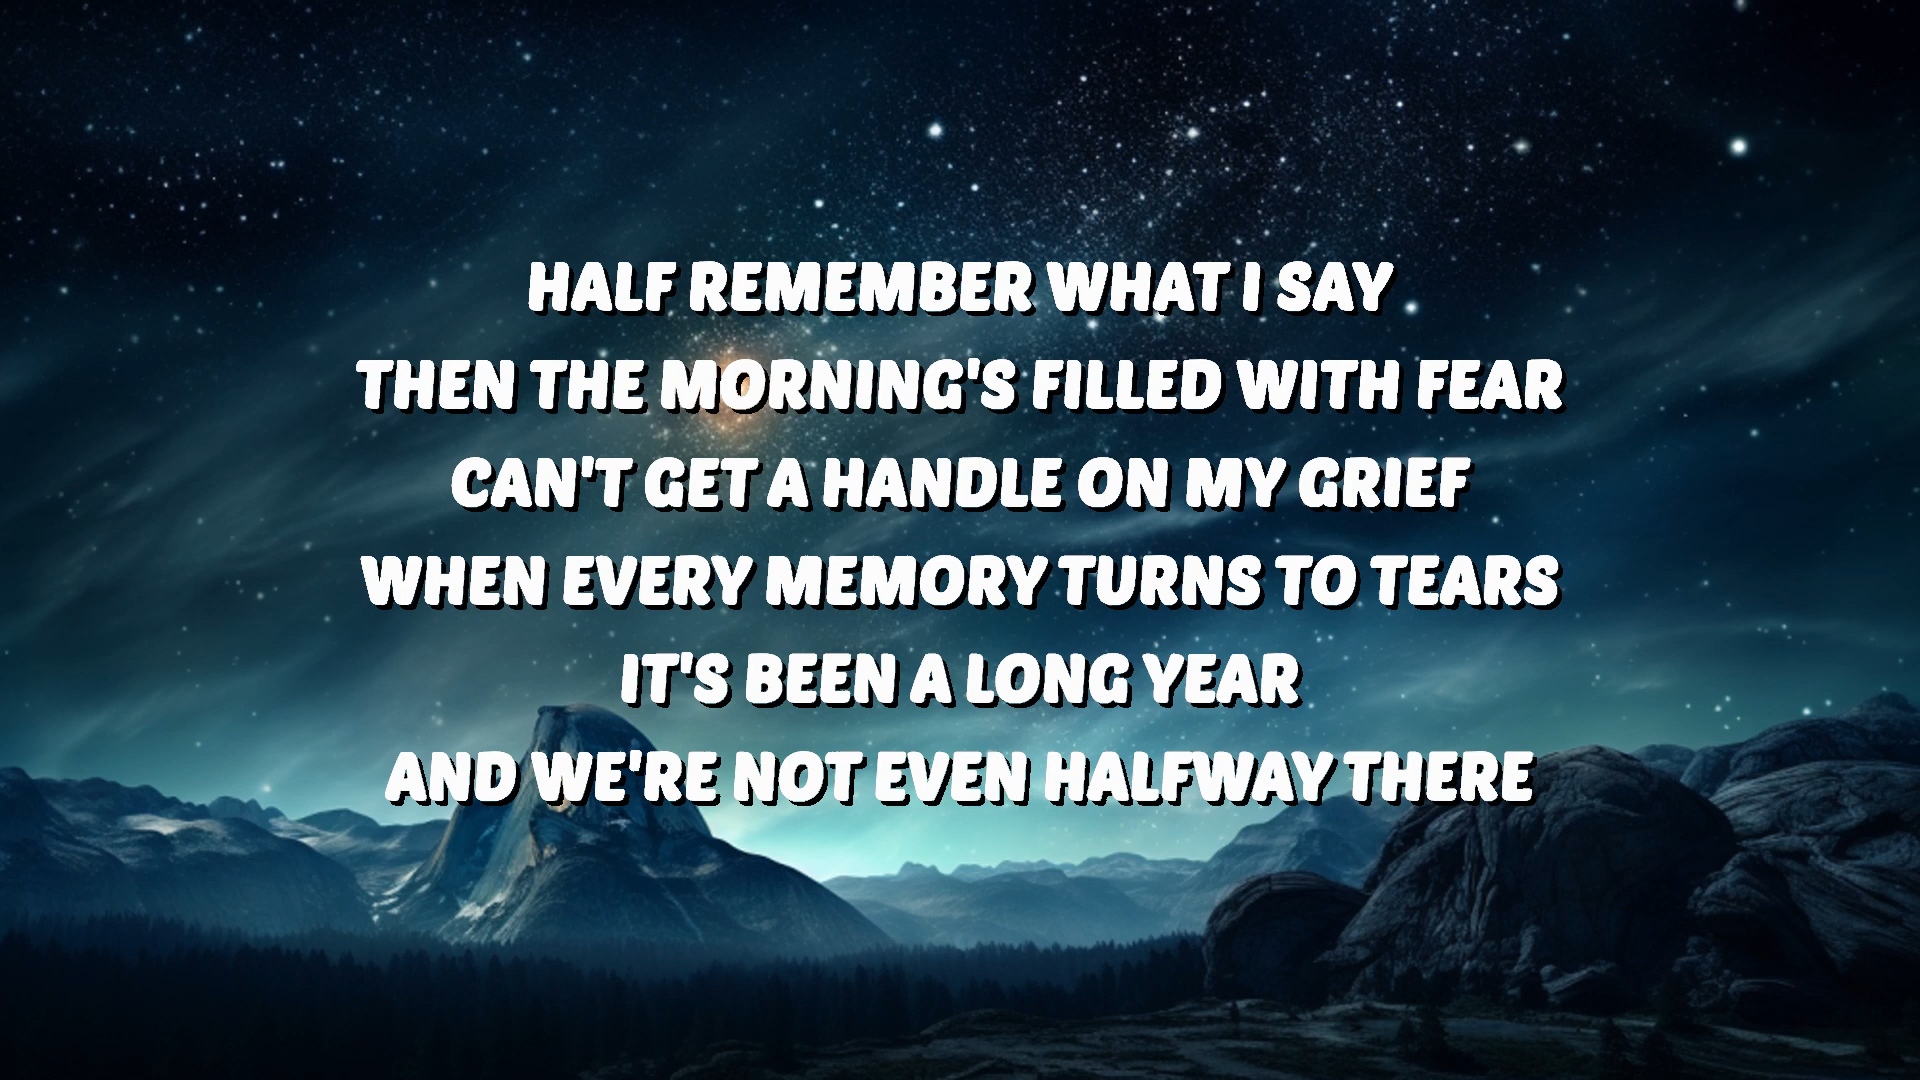 HALF REMEMBER WHAT I SAY
THEN THE MORNING'S FILLED WITH FEAR
CAN'T GET A HANDLE ON MY GRIEF
WHEN EVERY MEMORY TURNS TO TEARS
IT'S BEEN A LONG YEAR
AND WE'RE NOT EVEN HALFWAY THERE